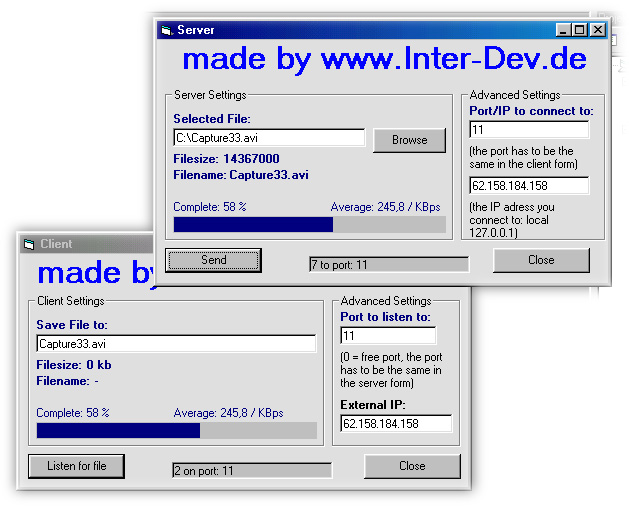 Server
made by www.Inter-Dev.de
Server Settings
Selected File:
C:\Capture33.avi
Browse
Filesize: 14367000
Filename: Capture33.avi
Complete: 58 %
Average: 245,8 / KBps
Advanced Settings
Port/IP to connect to:
11
(the port has to be the
same in the client form)
62.158.184.158
(the IP adress you
connect to: local
127.0.0.1)
Send
7 to port: 11
Close
Client
made by
Client Settings
Save File to:
Capture33.avi
Filesize: 0 kb
Filename: -
Complete: 58 %
Average: 245,8 / KBps
Advanced Settings
Port to listen to:
11
(0 = free port, the port
has to be the same in
the server form)
External IP:
62.158.184.158
Listen for file
2 on port: 11
Close